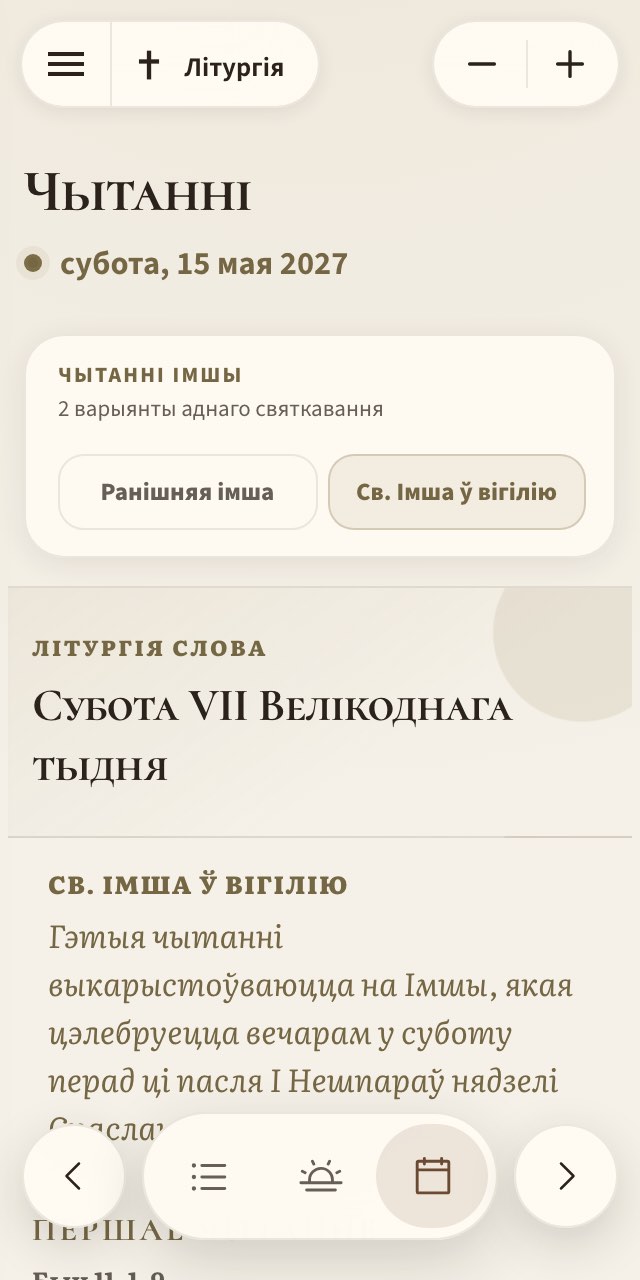 Літургія
Чытанні
субота, 15 мая 2027
ЧЫТАННІ ІМШЫ
2 варыянты аднаго святкавання
Ранішняя імша
Св. Імша ў вігілію
ЛІТУРГІЯ СЛОВА
Субота VII Велікоднага
тыдня
СВ. ІМША Ў ВІГІЛІЮ
Гэтыя чытанні
выкарыстоўваюцца на Імшы, якая
цэлебруецца вечарам у суботу
перад ці пасля І Нешпараў нядзелі
ПЕРШАЕ